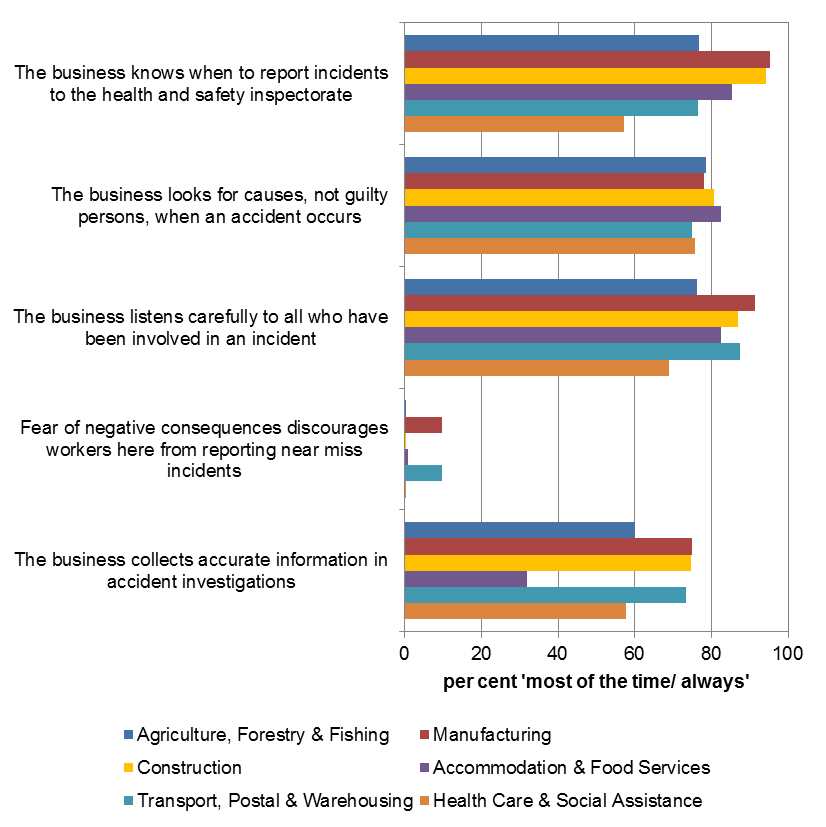 The business knows when to report incidents
to the health and safety inspectorate
The business looks for causes, not guilty
persons, when an accident occurs
The business listens carefully to all who have
been involved in an incident
Fear of negative consequences discourages
workers here from reporting near miss
incidents
The business collects accurate information in
accident investigations
0 20 40 60 80 100
per cent 'most of the time/ always'
Agriculture, Forestry & Fishing Manufacturing
Construction Accommodation & Food Services
Transport, Postal & Warehousing Health Care & Social Assistance